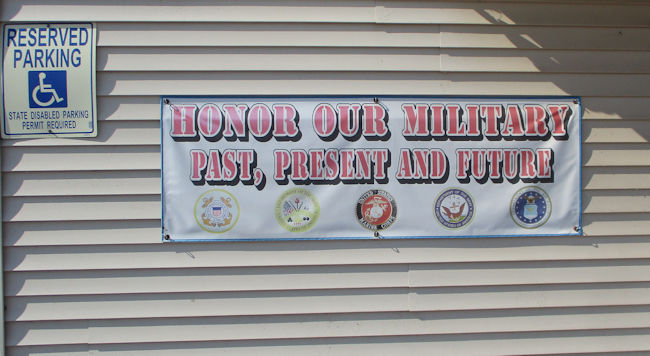 RESERVED
PARKING
STATE DISABLED PARKING
PERMIT REQUIRED
HONOR OUR MILITARY
PAST, PRESENT AND FUTURE